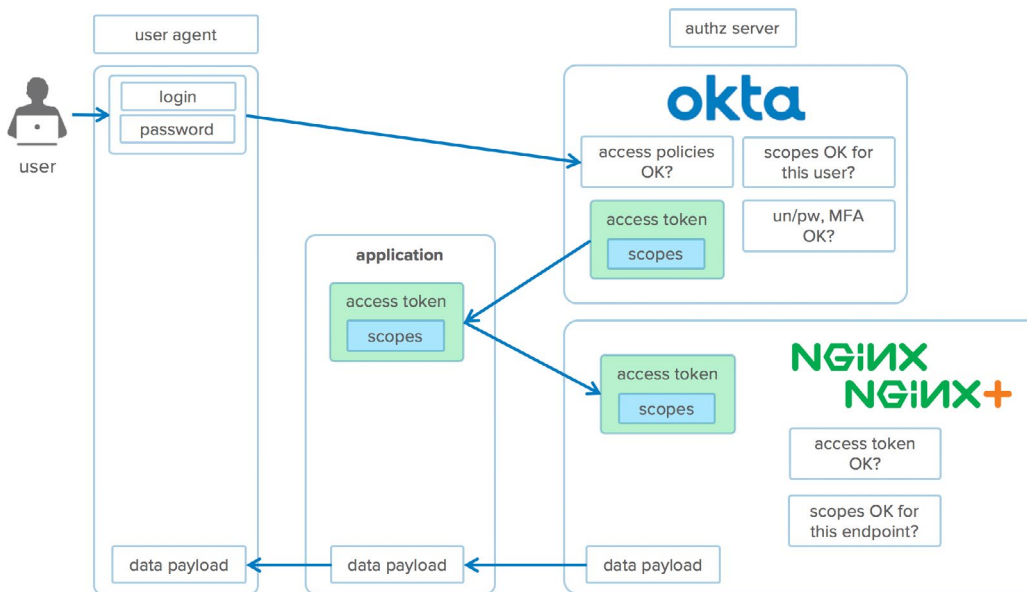 user agent
authz server
login
password
user
okta
access policies
OK?
scopes OK for
this user?
un/pw, MFA
OK?
access token
scopes
application
access token
scopes
access token
scopes
NGINX
NGINX+
access token
OK?
scopes OK for
this endpoint?
data payload
data payload
data payload